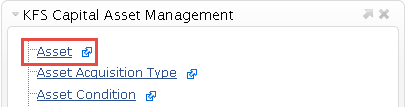 KFS Capital Asset Management
Asset
Asset Acquisition Type
Asset Condition